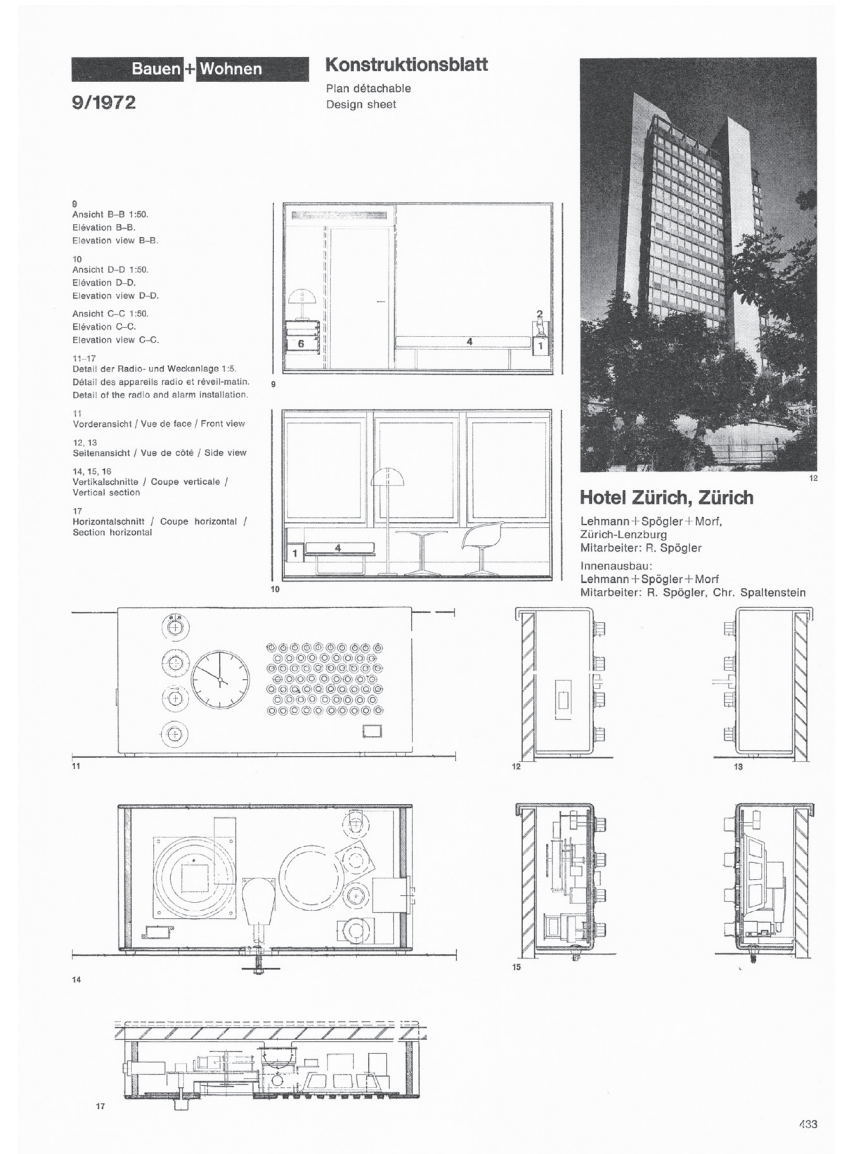 Bauen+Wohnen
9/1972
Konstruktionsblatt
Plan détachable
Design sheet
9
Ansicht B–B 1:50.
Elévation B–B.
Elevation view B–B.
10
Ansicht D–D 1:50.
Elévation D–D.
Elevation view D–D.
Ansicht C–C 1:50.
Elévation C–C.
Elevation view C–C.
11–17
Detail der Radio- und Weckanlage 1:5.
Détail des appareils radio et réveil-matin.
Detail of the radio and alarm installation.
11
Vorderansicht / Vue de face / Front view
12, 13
Seitenansicht / Vue de côté / Side view
14, 15, 16
Vertikalschnitte / Coupe verticale /
Vertical section
17
Horizontalschnitt / Coupe horizontal /
Section horizontal
6
4
2
1
9
1
4
10
12
Hotel Zürich, Zürich
Lehmann+Spögler+Morf,
Zürich-Lenzburg
Mitarbeiter: R. Spögler
Innenausbau:
Lehmann+Spögler+Morf
Mitarbeiter: R. Spögler, Chr. Spaltenstein
11
12
13
14
15
17
433